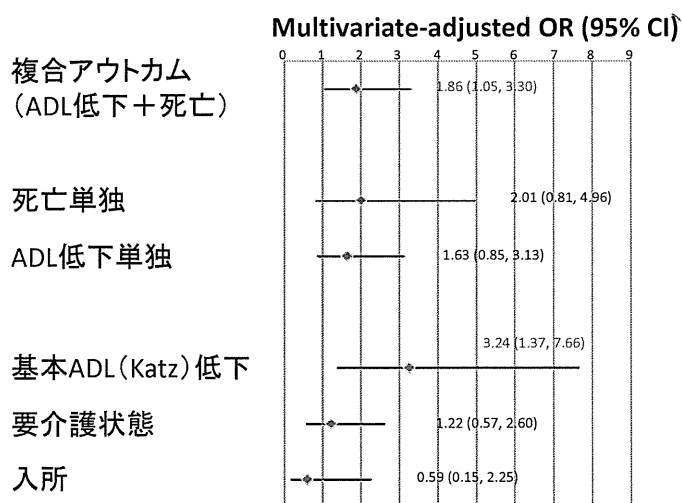 Multivariate-adjusted OR (95% CI)
0 1 2 3 4 5 6 7 8 9
複合アウトカム
（ADL低下＋死亡）
1.86 (1.05, 3.30)
死亡単独
2.01 (0.81, 4.96)
ADL低下単独
1.63 (0.85, 3.13)
3.24 (1.37, 7.66)
基本ADL（Katz）低下
要介護状態
1.22 (0.57, 2.60)
入所
0.59 (0.15, 2.25)